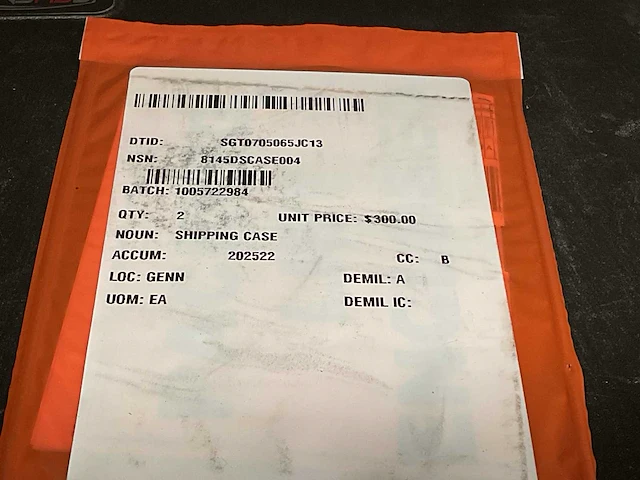 DTID: SGT0705065JC13
NSN: 8145DSCASE004
BATCH: 1005722984
QTY: 2 UNIT PRICE: $300.00
NOUN: SHIPPING CASE
ACCUM: 202522 CC: B
LOC: GENN DEMIL: A
UOM: EA DEMIL IC: